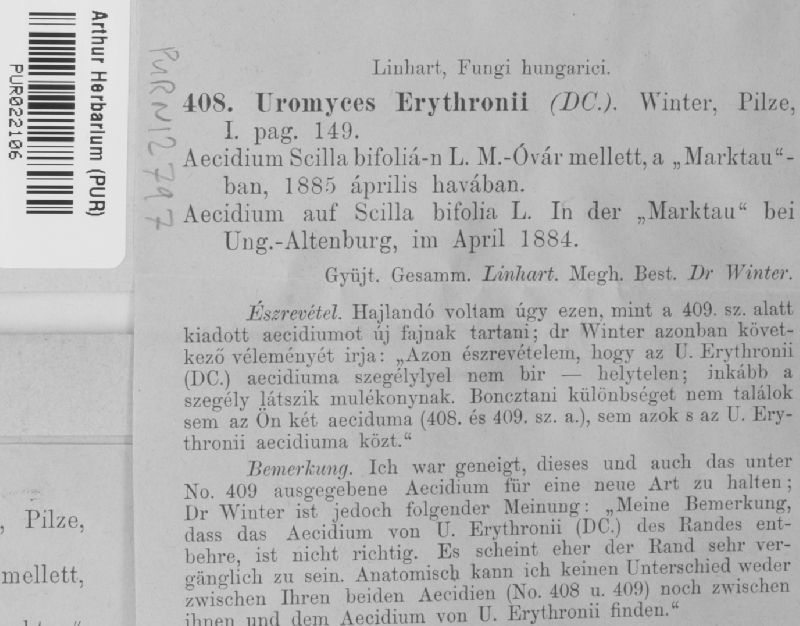 Arthur Herbarium (PUR)
PUR022106
PUR N12797
Linhart, Fungi hungarici.
408. Uromyces Erythronii (DC.). Winter, Pilze,
I. pag. 149.
Aecidium Scilla bifoliá-n L. M.-Óvár mellett, a „Marktau“-
ban, 1885 április havában.
Aecidium auf Scilla bifolia L. In der „Marktau“ bei
Ung.-Altenburg, im April 1884.
Gyüjt. Gesamm. Linhart. Megh. Best. Dr Winter.
Észrevétel. Hajlandó voltam úgy ezen, mint a 409. sz. alatt
kiadott aecidiumot új fajnak tartani; dr Winter azonban követ-
kező véleményét irja: „Azon észrevételem, hogy az U. Erythronii
(DC.) aecidiuma szegélylyel nem bir — helytelen; inkább a
szegély látszik mulékonynak. Boncztani különbséget nem találok
sem az Ön két aeciduma (408. és 409. sz. a.), sem azok s az U. Ery-
thronii aecidiuma közt.“
Bemerkung. Ich war geneigt, dieses und auch das unter
No. 409 ausgegebene Aecidium für eine neue Art zu halten;
Dr Winter ist jedoch folgender Meinung: „Meine Bemerkung,
dass das Aecidium von U. Erythronii (DC.) des Randes ent-
behre, ist nicht richtig. Es scheint eher der Rand sehr ver-
gänglich zu sein. Anatomisch kann ich keinen Unterschied weder
zwischen Ihren beiden Aecidien (No. 408 u. 409) noch zwischen
ihnen und dem Aecidium von U. Erythronii finden.“
, Pilze,
mellett,